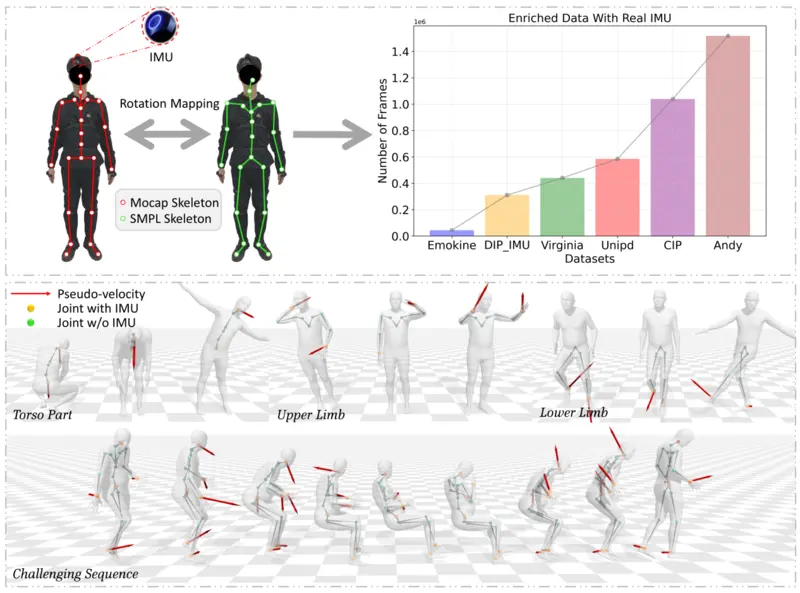 IMU
Rotation Mapping
Mocap Skeleton
SMPL Skeleton
Enriched Data With Real IMU
1e6
Number of Frames
1.4
1.2
1.0
0.8
0.6
0.4
0.2
0.0
Emokine DIP_IMU Virginia Unipd CIP Andy
Datasets
Pseudo-velocity
Joint with IMU
Joint w/o IMU
Torso Part
Upper Limb
Lower Limb
Challenging Sequence